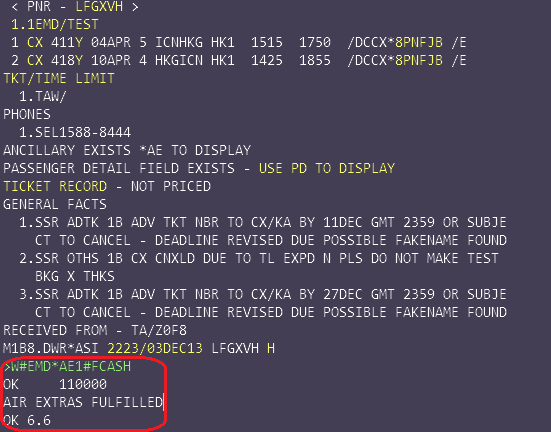 < PNR - LFGXVH >
1.1EMD/TEST
1 CX 411Y 04APR 5 ICNHKG HK1 1515 1750 /DCCX*8PNFJB /E
2 CX 418Y 10APR 4 HKGICN HK1 1425 1855 /DCCX*8PNFJB /E
TKT/TIME LIMIT
1.TAW/
PHONES
1.SEL1588-8444
ANCILLARY EXISTS *AE TO DISPLAY
PASSENGER DETAIL FIELD EXISTS - USE PD TO DISPLAY
TICKET RECORD - NOT PRICED
GENERAL FACTS
1.SSR ADTK 1B ADV TKT NBR TO CX/KA BY 11DEC GMT 2359 OR SUBJE
CT TO CANCEL - DEADLINE REVISED DUE POSSIBLE FAKENAME FOUND
2.SSR OTHS 1B CX CNXLD DUE TO TL EXPD N PLS DO NOT MAKE TEST
BKG X THKS
3.SSR ADTK 1B ADV TKT NBR TO CX/KA BY 27DEC GMT 2359 OR SUBJE
CT TO CANCEL - DEADLINE REVISED DUE POSSIBLE FAKENAME FOUND
RECEIVED FROM - TA/Z0F8
M1B8.DWR*ASI 2223/03DEC13 LFGXVH H
>W#EMD*AE1#FCASH
OK 110000
AIR EXTRAS FULFILLED
OK 6.6